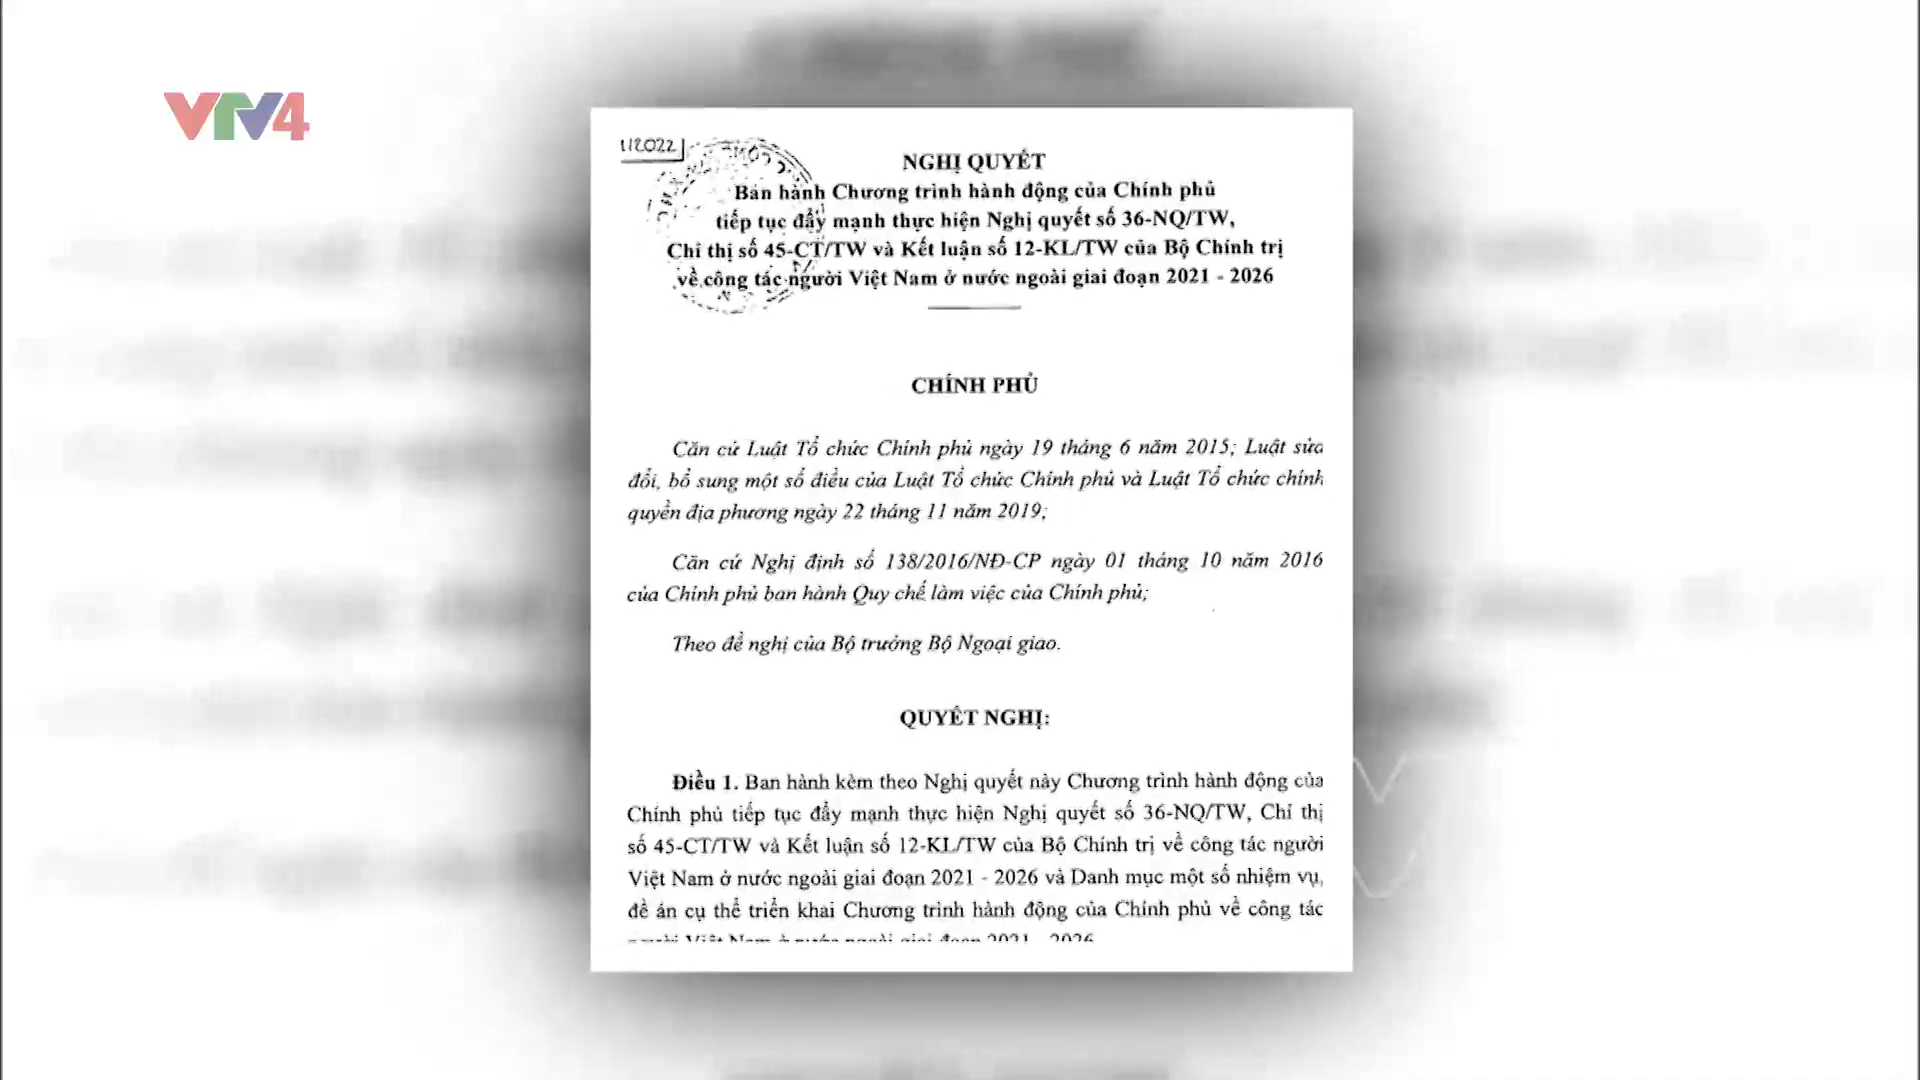 VTV4
1/2022
NGHỊ QUYẾT
Ban hành Chương trình hành động của Chính phủ
tiếp tục đẩy mạnh thực hiện Nghị quyết số 36-NQ/TW,
Chỉ thị số 45-CT/TW và Kết luận số 12-KL/TW của Bộ Chính trị
về công tác người Việt Nam ở nước ngoài giai đoạn 2021 - 2026
CHÍNH PHỦ
Căn cứ Luật Tổ chức Chính phủ ngày 19 tháng 6 năm 2015; Luật sửa
đổi, bổ sung một số điều của Luật Tổ chức Chính phủ và Luật Tổ chức chính
quyền địa phương ngày 22 tháng 11 năm 2019;
Căn cứ Nghị định số 138/2016/NĐ-CP ngày 01 tháng 10 năm 2016
của Chính phủ ban hành Quy chế làm việc của Chính phủ;
Theo đề nghị của Bộ trưởng Bộ Ngoại giao.
QUYẾT NGHỊ:
Điều 1. Ban hành kèm theo Nghị quyết này Chương trình hành động của
Chính phủ tiếp tục đẩy mạnh thực hiện Nghị quyết số 36-NQ/TW, Chỉ thị
số 45-CT/TW và Kết luận số 12-KL/TW của Bộ Chính trị về công tác người
Việt Nam ở nước ngoài giai đoạn 2021 - 2026 và Danh mục một số nhiệm vụ,
đề án cụ thể triển khai Chương trình hành động của Chính phủ về công tác
người Việt Nam ở nước ngoài giai đoạn 2021 - 2026